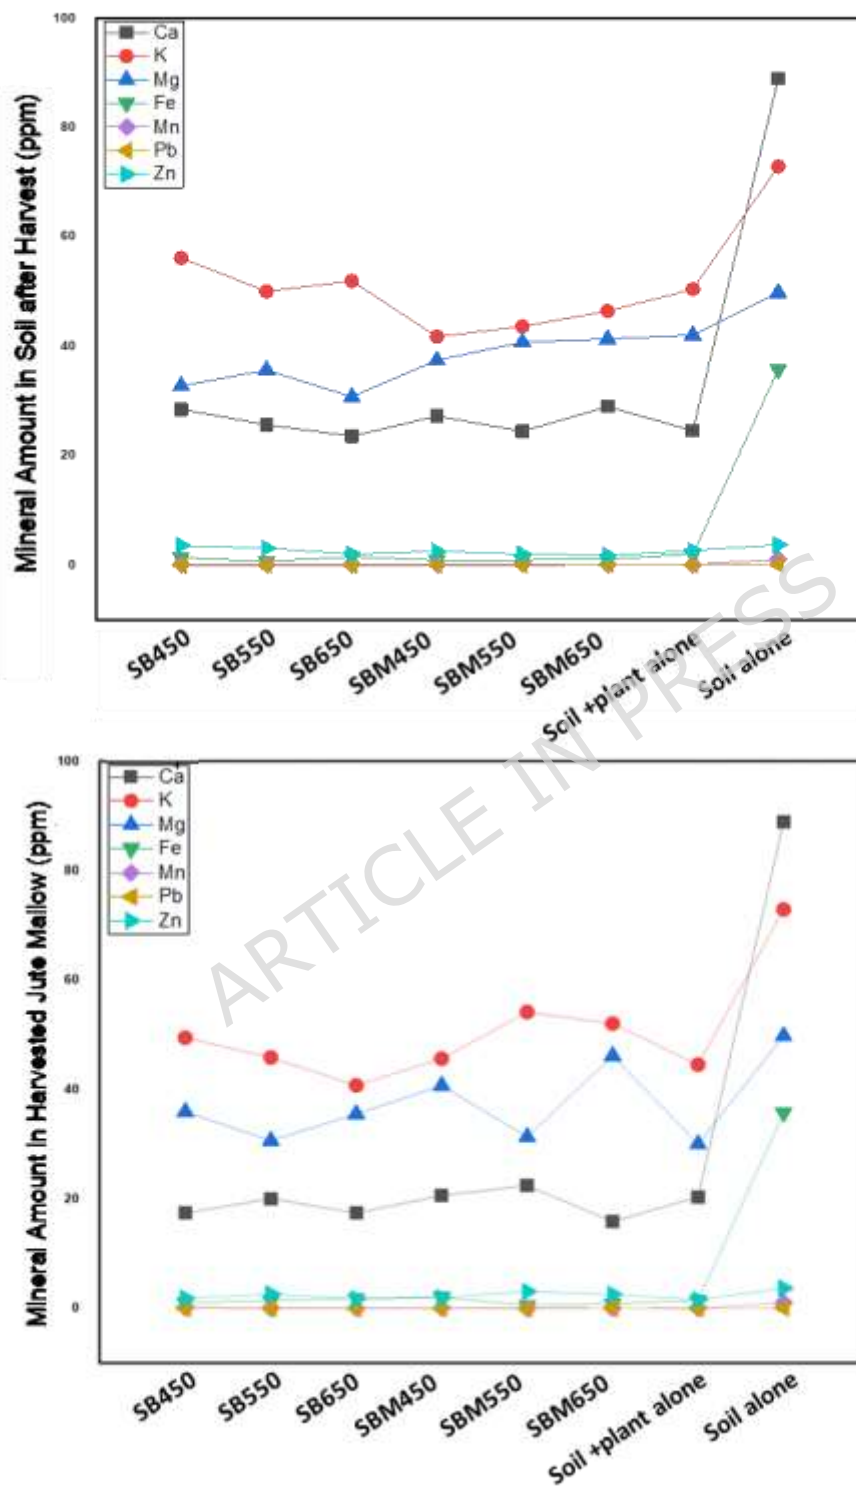 Mineral Amount in Soil after Harvest (ppm)
100
80
60
40
20
0
Ca
K
Mg
Fe
Mn
Pb
Zn
SB450
SB550
SB650
SBM450
SBM550
SBM650
Soil +plant alone
Soil alone
ARTICLE IN PRESS
Mineral Amount in Harvested Jute Mallow (ppm)
100
80
60
40
20
0
Ca
K
Mg
Fe
Mn
Pb
Zn
SB450
SB550
SB650
SBM450
SBM550
SBM650
Soil +plant alone
Soil alone